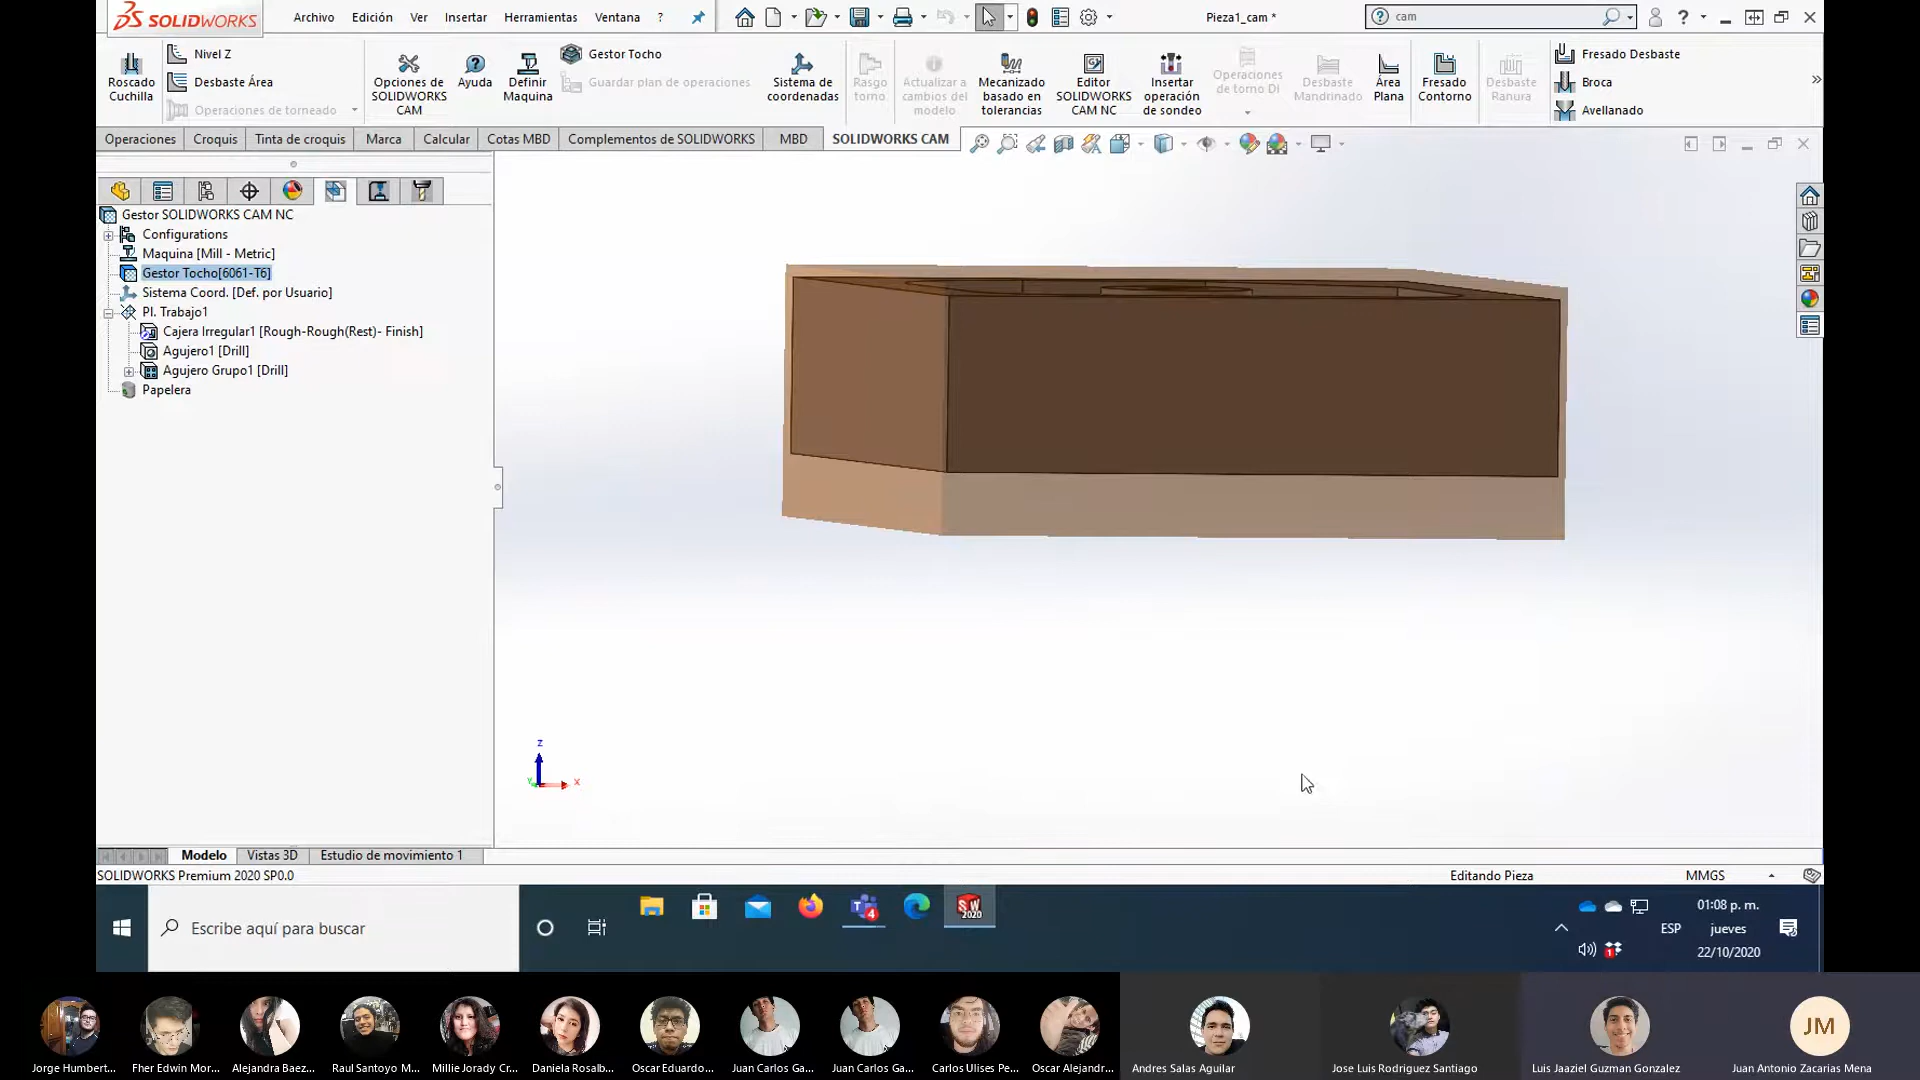 SOLIDWORKS
Archivo Edición Ver Insertar Herramientas Ventana ?
Pieza1_cam *
cam
Roscado Cuchilla
Nivel Z
Desbaste Área
Operaciones de torneado
Opciones de SOLIDWORKS CAM
Ayuda
Definir Maquina
Gestor Tocho
Guardar plan de operaciones
Sistema de coordenadas
Rasgo torno
Actualizar a cambios del modelo
Mecanizado basado en tolerancias
Editor SOLIDWORKS CAM NC
Insertar operación de sondeo
Operaciones de torno DI
Desbaste Mandrinado
Área Plana
Fresado Contorno
Desbaste Ranura
Fresado Desbaste
Broca
Avellanado
Operaciones Croquis Tinta de croquis Marca Calcular Cotas MBD Complementos de SOLIDWORKS MBD SOLIDWORKS CAM
Gestor SOLIDWORKS CAM NC
Configurations
Maquina [Mill - Metric]
Gestor Tocho[6061-T6]
Sistema Coord. [Def. por Usuario]
Pl. Trabajo1
Cajera Irregular1 [Rough-Rough(Rest)- Finish]
Agujero1 [Drill]
Agujero Grupo1 [Drill]
Papelera
Z
Y
X
Modelo Vistas 3D Estudio de movimiento 1
SOLIDWORKS Premium 2020 SP0.0
Editando Pieza
MMGS
Escribe aquí para buscar
4
SW 2020
ESP
01:08 p. m.
jueves
22/10/2020
1
JM
Jorge Humbert... Fher Edwin Mor... Alejandra Baez... Raul Santoyo M... Millie Jorady Cr... Daniela Rosalb... Oscar Eduardo... Juan Carlos Ga... Juan Carlos Ga... Carlos Ulises Pe... Oscar Alejandr... Andres Salas Aguilar Jose Luis Rodriguez Santiago Luis Jaaziel Guzman Gonzalez Juan Antonio Zacarias Mena